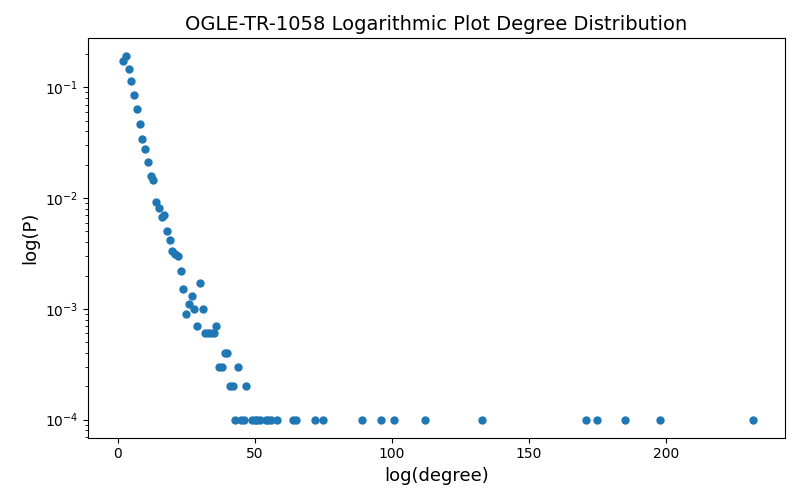 OGLE-TR-1058 Logarithmic Plot Degree Distribution
log(P)
10⁻¹
10⁻²
10⁻³
10⁻⁴
0 50 100 150 200
log(degree)